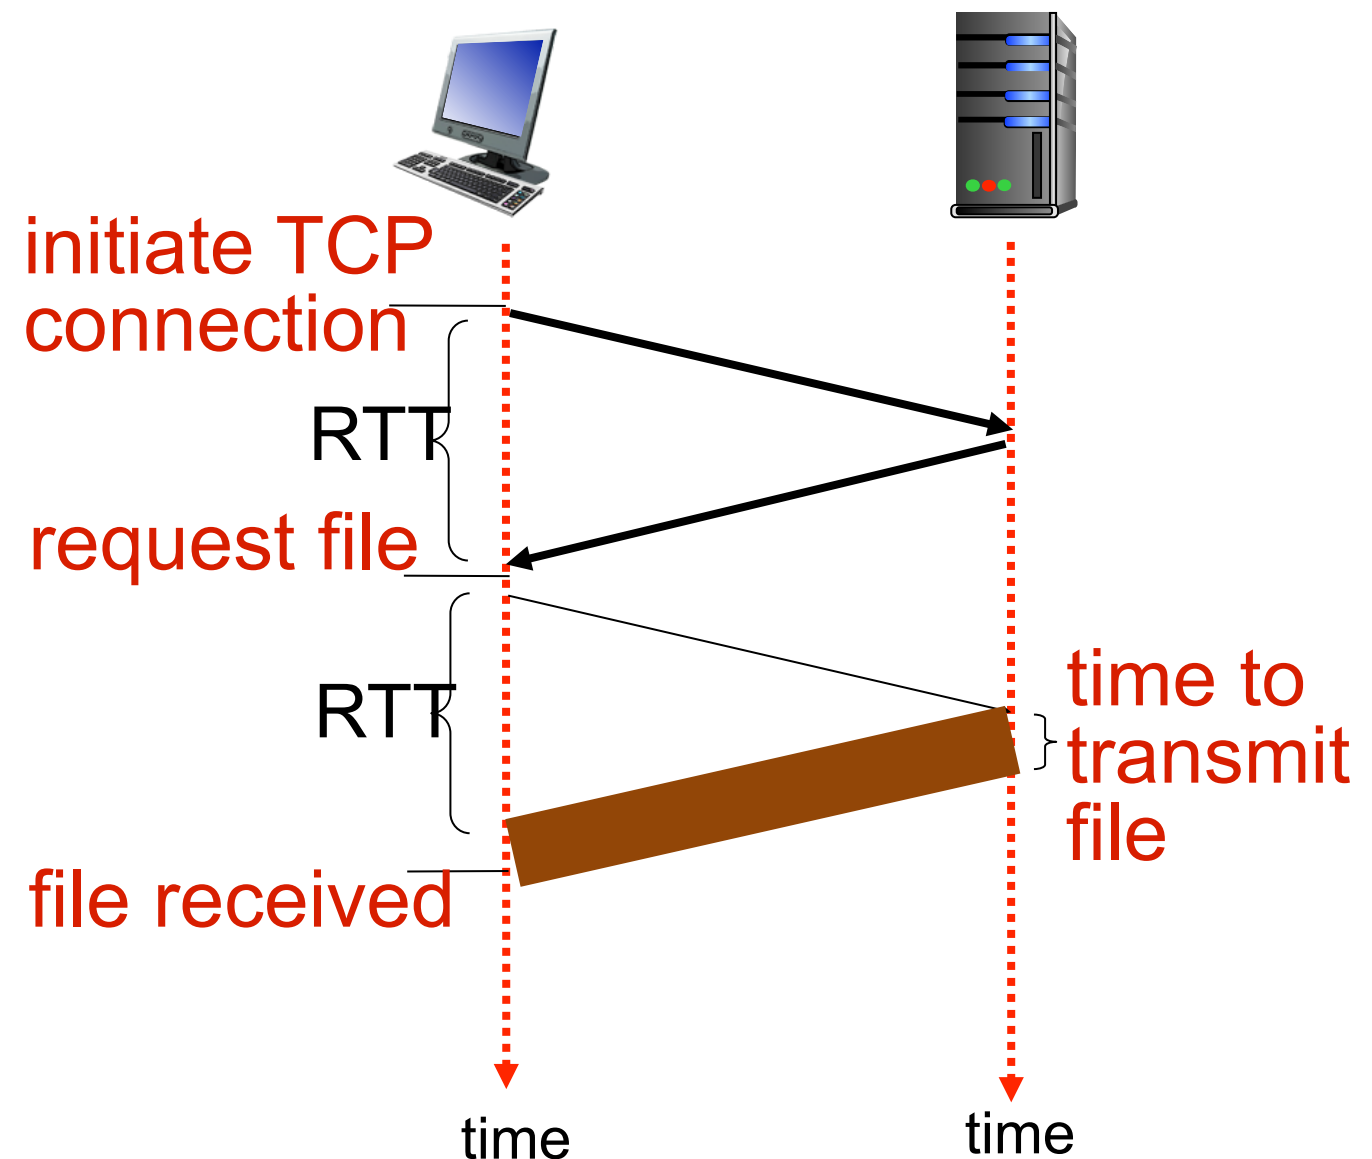 initiate TCP
connection
RTT
request file
RTT
time to
transmit
file
file received
time
time